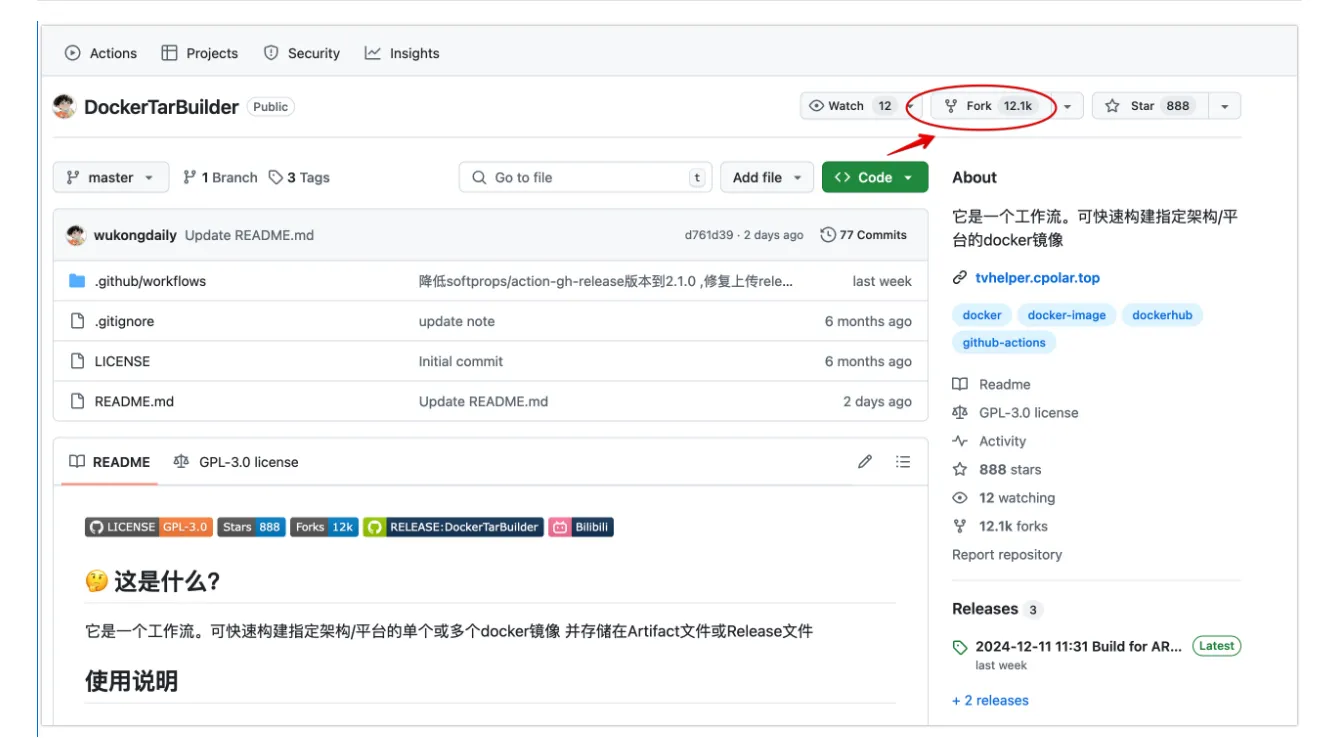 Actions Projects Security Insights
DockerTarBuilder Public Watch 12 Fork 12.1k Star 888
master 1 Branch 3 Tags Go to file t Add file Code
wukongdaily Update README.md d761d39 · 2 days ago 77 Commits
.github/workflows 降低softprops/action-gh-release版本到2.1.0 ,修复上传rele... last week
.gitignore update note 6 months ago
LICENSE Initial commit 6 months ago
README.md Update README.md 2 days ago
README GPL-3.0 license
LICENSE GPL-3.0 Stars 888 Forks 12k RELEASE:DockerTarBuilder Bilibili
🤔 这是什么?
它是一个工作流。可快速构建指定架构/平台的单个或多个docker镜像 并存储在Artifact文件或Release文件
使用说明
About
它是一个工作流。可快速构建指定架构/平
台的docker镜像
tvhelper.cpolar.top
docker docker-image dockerhub
github-actions
Readme
GPL-3.0 license
Activity
888 stars
12 watching
12.1k forks
Report repository
Releases 3
2024-12-11 11:31 Build for AR... Latest
last week
+ 2 releases